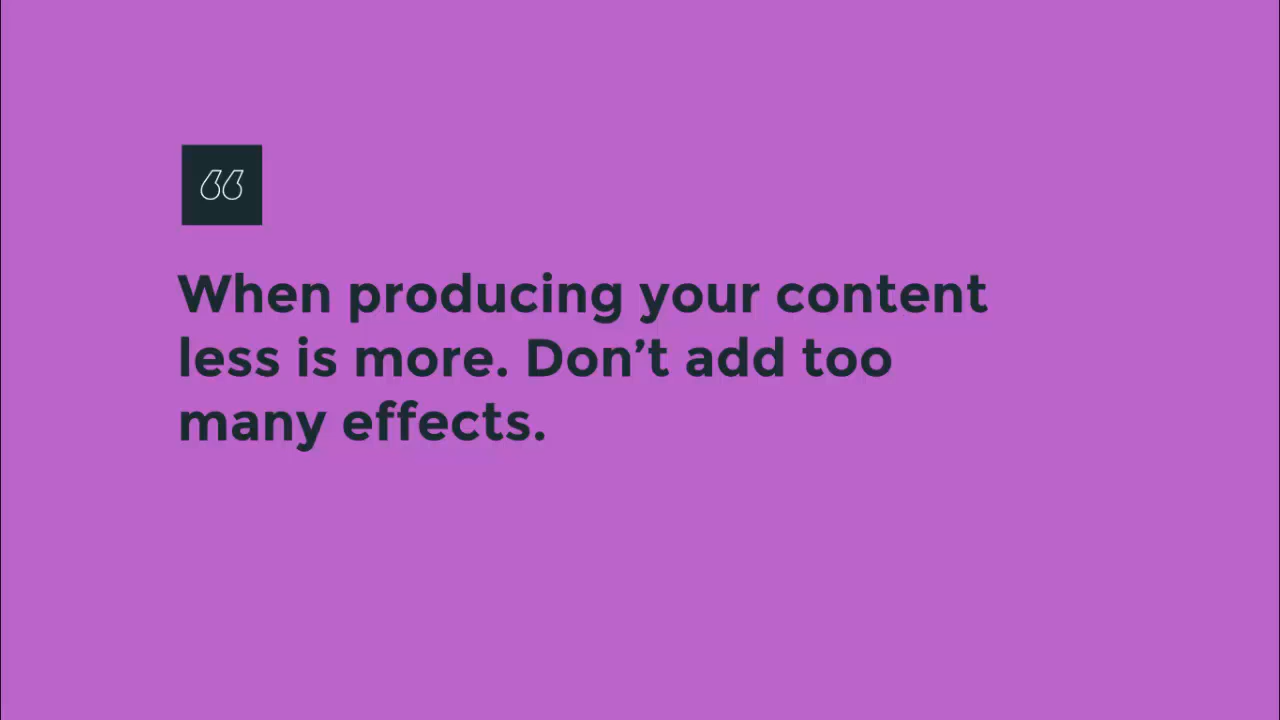 “
When producing your content
less is more. Don’t add too
many effects.